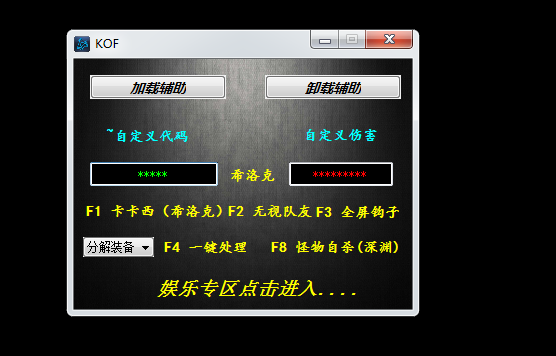 KOF
加载辅助 卸载辅助
~自定义代码 自定义伤害
***** 希洛克 *********
F1 卡卡西 (希洛克) F2 无视队友 F3 全屏钩子
分解装备 F4 一键处理 F8 怪物自杀(深渊)
娱乐专区点击进入....